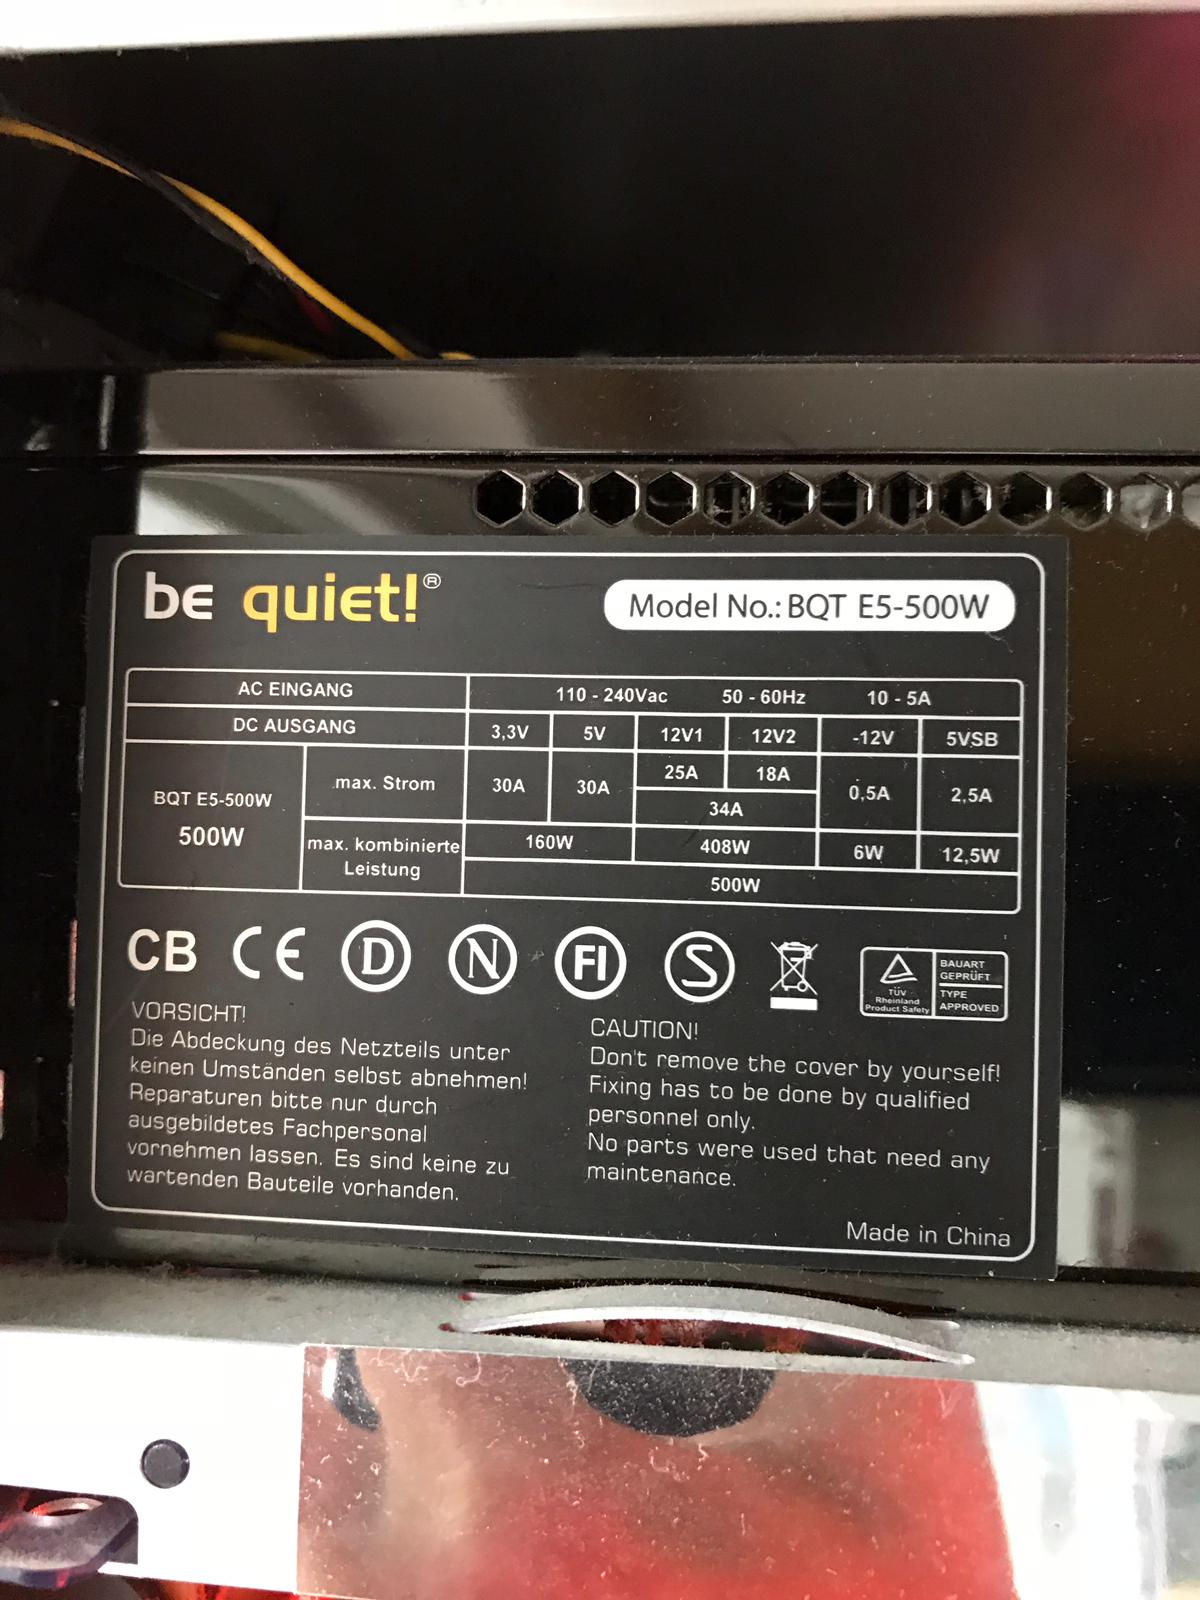 be quiet!®
Model No.: BQT E5-500W
AC EINGANG 110 - 240Vac 50 - 60Hz 10 - 5A
DC AUSGANG 3,3V 5V 12V1 12V2 -12V 5VSB
BQT E5-500W
500W
max. Strom 30A 30A 25A 18A 0,5A 2,5A
34A
max. kombinierte
Leistung
160W 408W 6W 12,5W
500W
CB CE D N FI S
TÜV
Rheinland
Product Safety
BAUART
GEPRÜFT
TYPE
APPROVED
VORSICHT!
Die Abdeckung des Netzteils unter
keinen Umständen selbst abnehmen!
Reparaturen bitte nur durch
ausgebildetes Fachpersonal
vornehmen lassen. Es sind keine zu
wartenden Bauteile vorhanden.
CAUTION!
Don't remove the cover by yourself!
Fixing has to be done by qualified
personnel only.
No parts were used that need any
maintenance.
Made in China